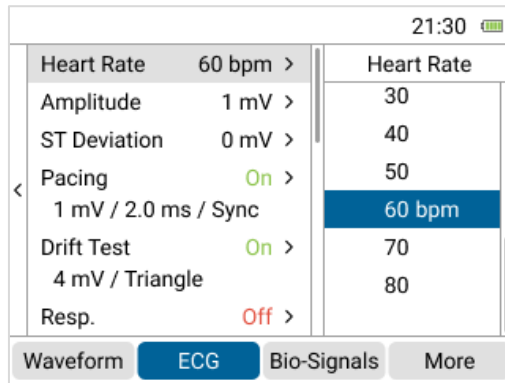 21:30
Heart Rate 60 bpm >
Amplitude 1 mV >
ST Deviation 0 mV >
Pacing On >
1 mV / 2.0 ms / Sync
Drift Test On >
4 mV / Triangle
Resp. Off >
<
Heart Rate
30
40
50
60 bpm
70
80
Waveform ECG Bio-Signals More